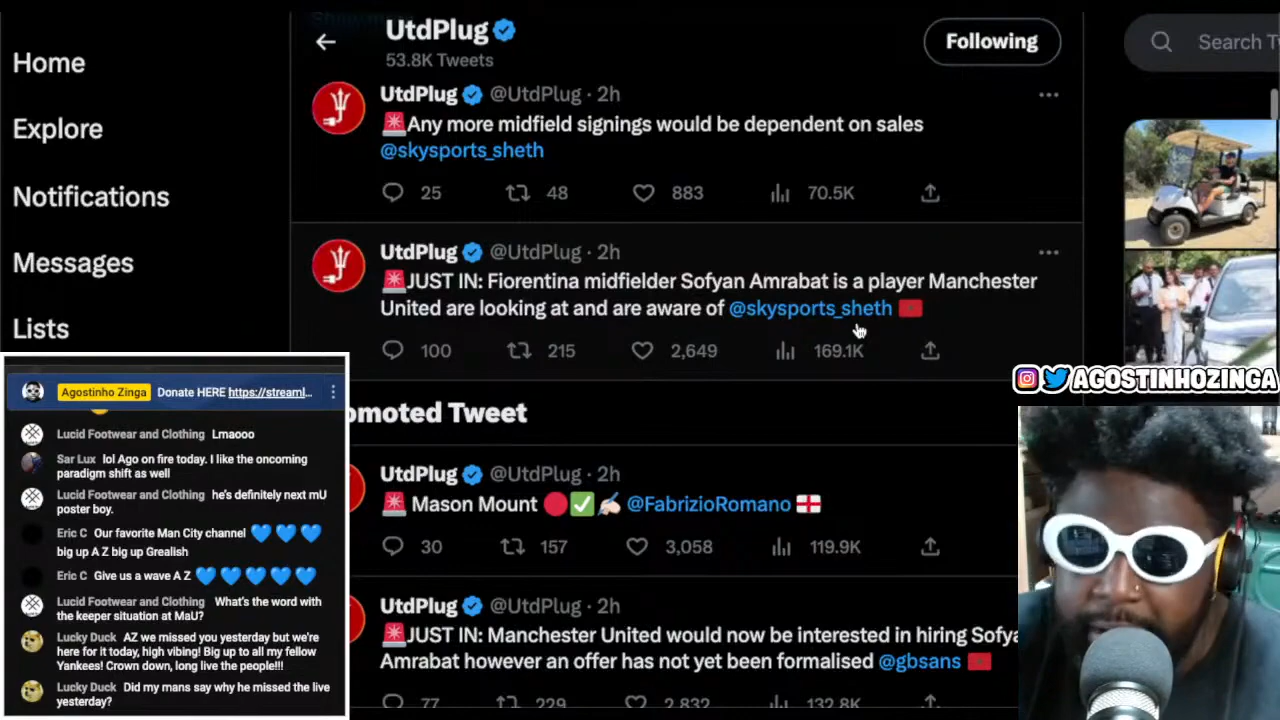 Home
Explore
Notifications
Messages
Lists
UtdPlug
53.8K Tweets
Following
Search T
UtdPlug @UtdPlug · 2h
🚨Any more midfield signings would be dependent on sales
@skysports_sheth
25 48 883 70.5K
UtdPlug @UtdPlug · 2h
🚨JUST IN: Fiorentina midfielder Sofyan Amrabat is a player Manchester
United are looking at and are aware of @skysports_sheth 🇲🇦
100 215 2,649 169.1K
omoted Tweet
UtdPlug @UtdPlug · 2h
🚨 Mason Mount 🔴✅✍🏻 @FabrizioRomano 🏴󠁧󠁢󠁥󠁮󠁧󠁿
30 157 3,058 119.9K
UtdPlug @UtdPlug · 2h
🚨JUST IN: Manchester United would now be interested in hiring Sofya
Amrabat however an offer has not yet been formalised @gbsans 🇲🇦
77 229 2,832 132.8K
Agostinho Zinga Donate HERE https://streaml...
Lucid Footwear and Clothing Lmaooo
Sar Lux lol Ago on fire today. I like the oncoming
paradigm shift as well
Lucid Footwear and Clothing he's definitely next mU
poster boy.
Eric C Our favorite Man City channel 💙💙💙
big up A Z big up Grealish
Eric C Give us a wave A Z 💙💙💙💙💙
Lucid Footwear and Clothing What's the word with
the keeper situation at MaU?
Lucky Duck AZ we missed you yesterday but we're
here for it today, high vibing! Big up to all my fellow
Yankees! Crown down, long live the people!!!
Lucky Duck Did my mans say why he missed the live
yesterday?
AGOSTINHOZINGA